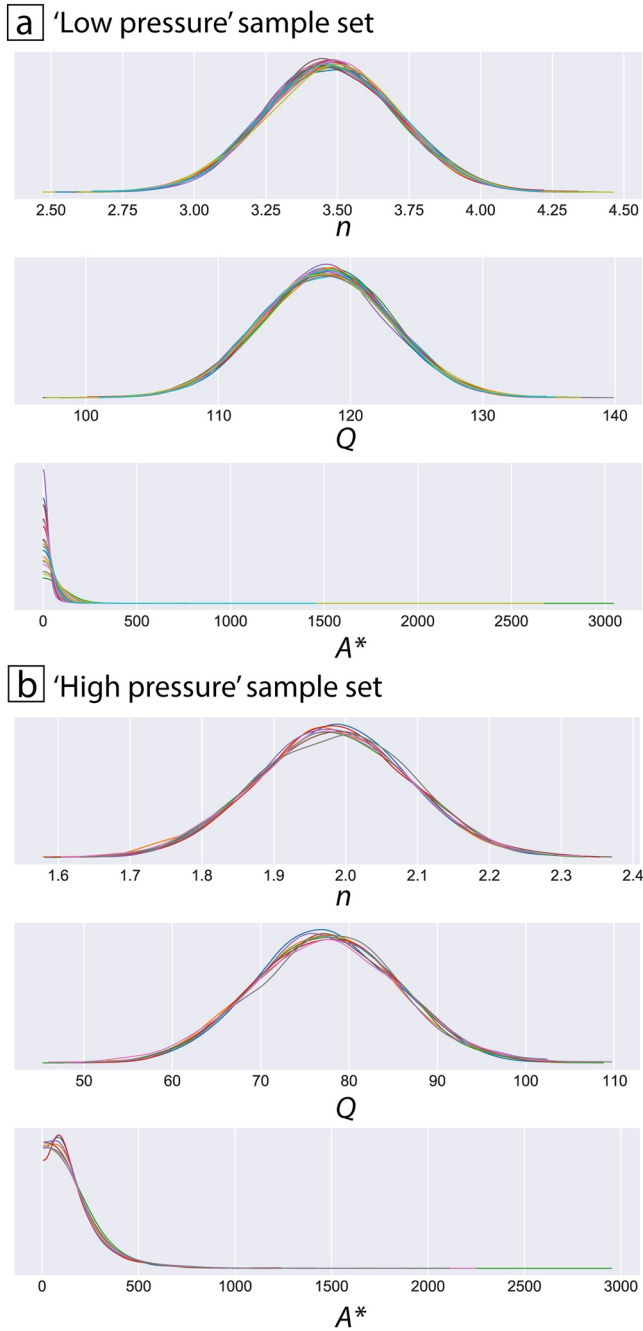 a 'Low pressure' sample set
2.50 2.75 3.00 3.25 3.50 3.75 4.00 4.25 4.50
n
100 110 120 130 140
Q
0 500 1000 1500 2000 2500 3000
A*
b 'High pressure' sample set
1.6 1.7 1.8 1.9 2.0 2.1 2.2 2.3 2.4
n
50 60 70 80 90 100 110
Q
0 500 1000 1500 2000 2500 3000
A*